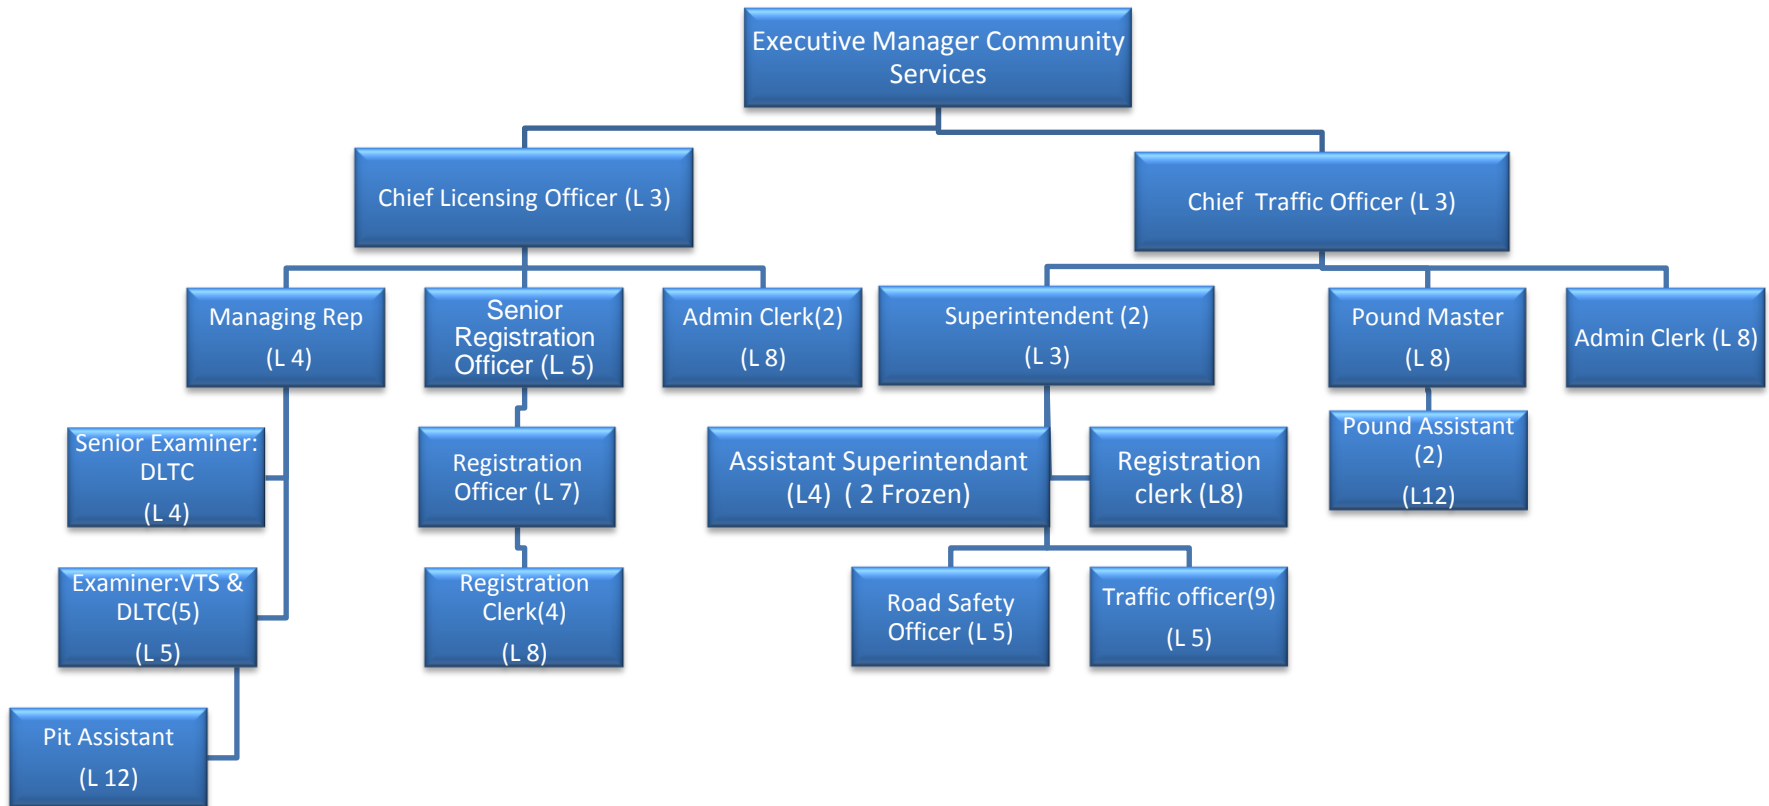 Executive Manager Community
Services
Chief Licensing Officer (L 3)
Chief  Traffic Officer (L 3)
Managing Rep
(L 4)
Senior
Registration
Officer (L 5)
Admin Clerk(2)
(L 8)
Superintendent (2)
(L 3)
Pound Master
(L 8)
Admin Clerk (L 8)
Senior Examiner:
DLTC
(L 4)
Registration
Officer (L 7)
Assistant Superintendant
(L4)  ( 2 Frozen)
Registration
clerk (L8)
Pound Assistant
(2)
(L12)
Examiner:VTS &
DLTC(5)
(L 5)
Registration
Clerk(4)
(L 8)
Road Safety
Officer (L 5)
Traffic officer(9)
(L 5)
Pit Assistant
(L 12)